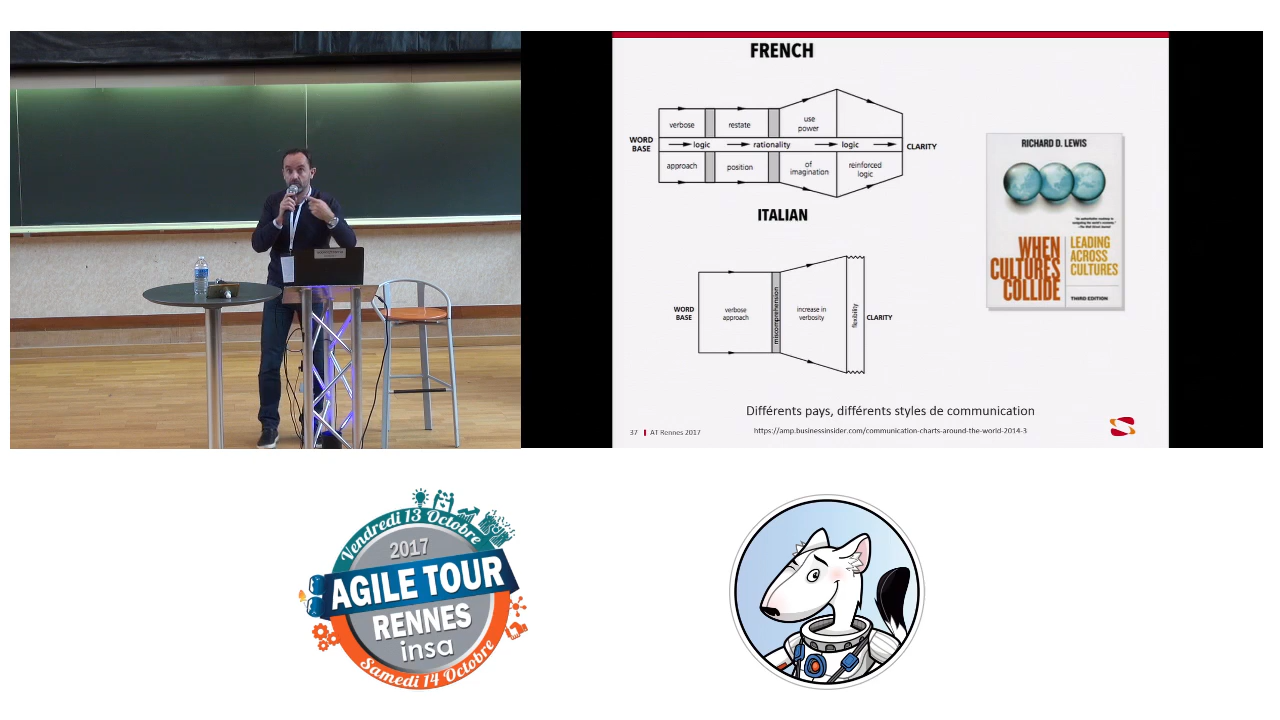 FRENCH
verbose
restate
use
power
WORD
BASE
logic
rationality
logic
CLARITY
approach
position
of
imagination
reinforced
logic
ITALIAN
WORD
BASE
verbose
approach
miscomprehension
increase in
verbosity
flexibility
CLARITY
RICHARD D. LEWIS
WHEN
CULTURES
COLLIDE
LEADING
ACROSS
CULTURES
THIRD EDITION
Différents pays, différents styles de communication
37 AT Rennes 2017
https://amp.businessinsider.com/communication-charts-around-the-world-2014-3
Vendredi 13 Octobre
2017
AGILE TOUR
RENNES
insa
Samedi 14 Octobre